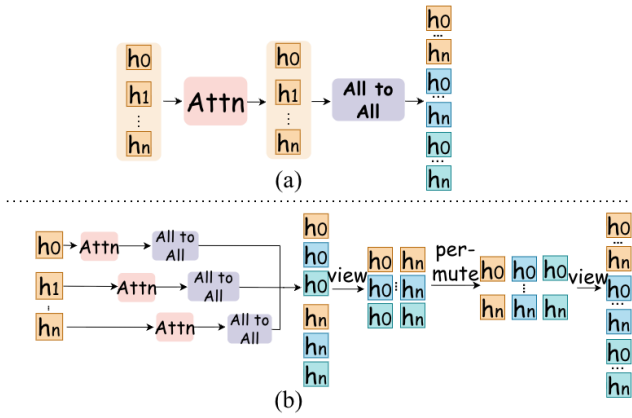 h0
h1
⋮
hn
Attn
h0
h1
⋮
hn
All to
All
h0
...
hn
h0
...
hn
h0
...
hn
(a)
h0
Attn
All to
All
h1
Attn
All to
All
⋮
hn
Attn
All to
All
h0
h0
h0
hn
hn
hn
view
h0 hn
h0 ⋮ hn
h0 hn
per-
mute
h0 h0 h0
⋮
hn hn hn
view
h0
...
hn
h0
...
hn
h0
...
hn
(b)